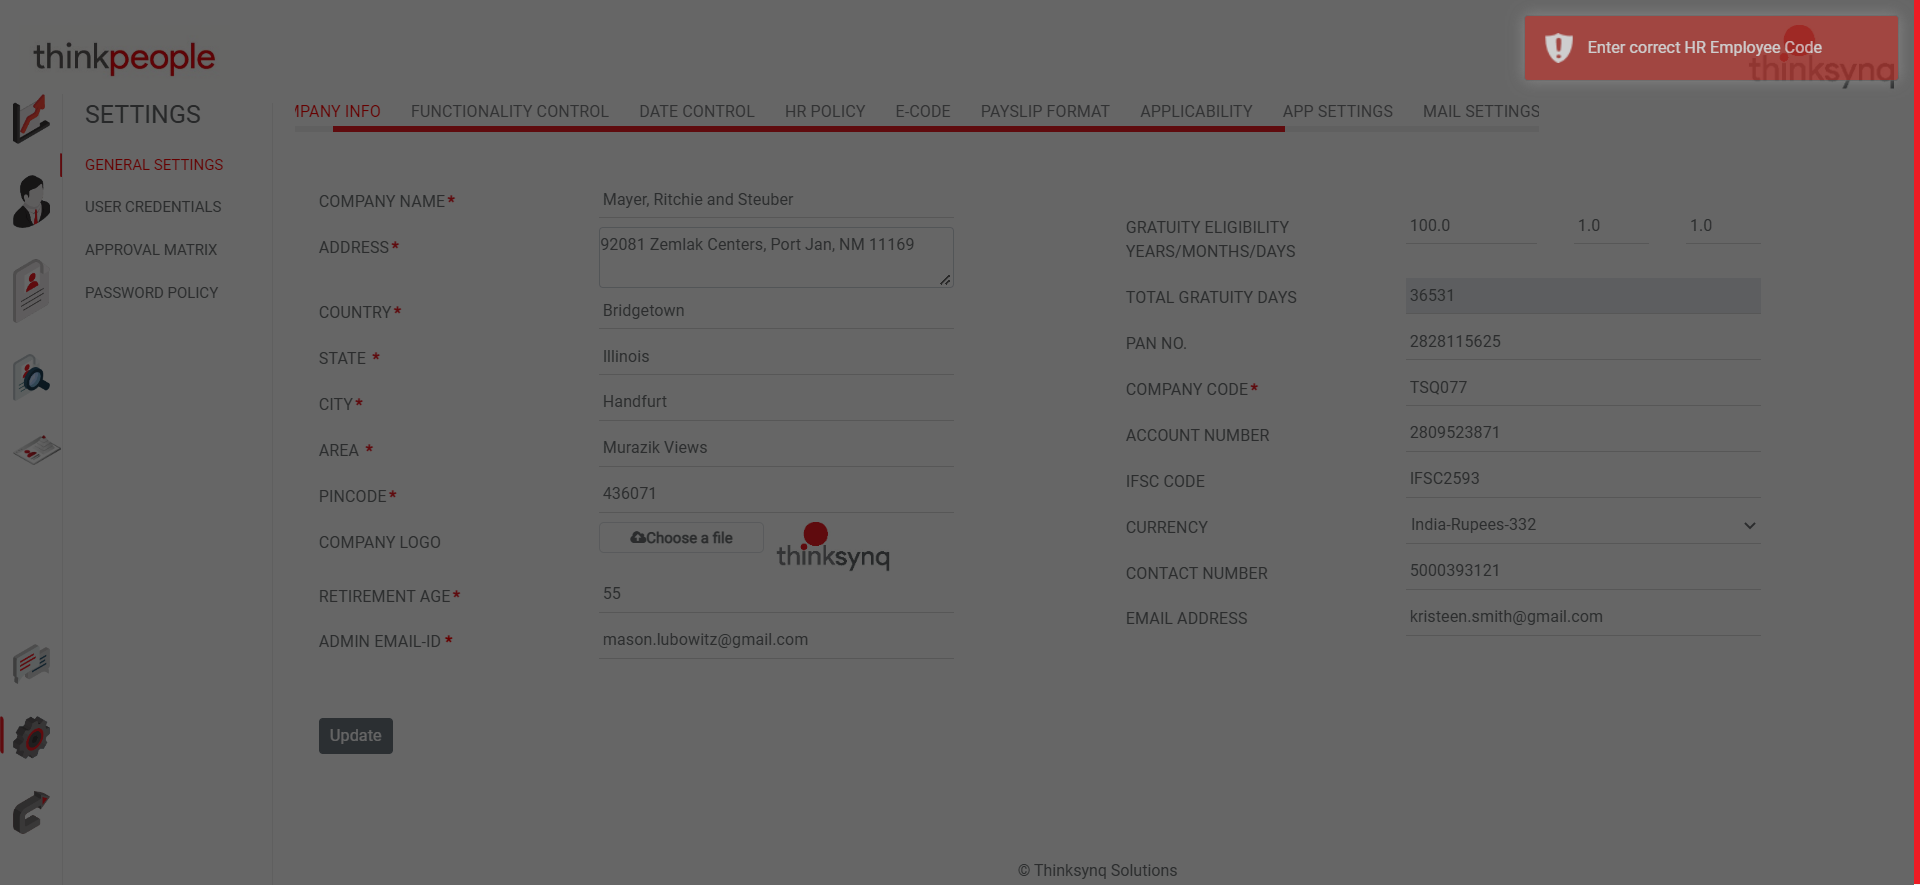 thinkpeople
Enter correct HR Employee Code
thinksynq
SETTINGS
GENERAL SETTINGS
USER CREDENTIALS
APPROVAL MATRIX
PASSWORD POLICY
MPANY INFO FUNCTIONALITY CONTROL DATE CONTROL HR POLICY E-CODE PAYSLIP FORMAT APPLICABILITY APP SETTINGS MAIL SETTINGS
COMPANY NAME* Mayer, Ritchie and Steuber
ADDRESS* 92081 Zemlak Centers, Port Jan, NM 11169
COUNTRY* Bridgetown
STATE * Illinois
CITY* Handfurt
AREA * Murazik Views
PINCODE* 436071
COMPANY LOGO Choose a file thinksynq
RETIREMENT AGE* 55
ADMIN EMAIL-ID * mason.lubowitz@gmail.com
Update
GRATUITY ELIGIBILITY
YEARS/MONTHS/DAYS 100.0 1.0 1.0
TOTAL GRATUITY DAYS 36531
PAN NO. 2828115625
COMPANY CODE* TSQ077
ACCOUNT NUMBER 2809523871
IFSC CODE IFSC2593
CURRENCY India-Rupees-332
CONTACT NUMBER 5000393121
EMAIL ADDRESS kristeen.smith@gmail.com
© Thinksynq Solutions